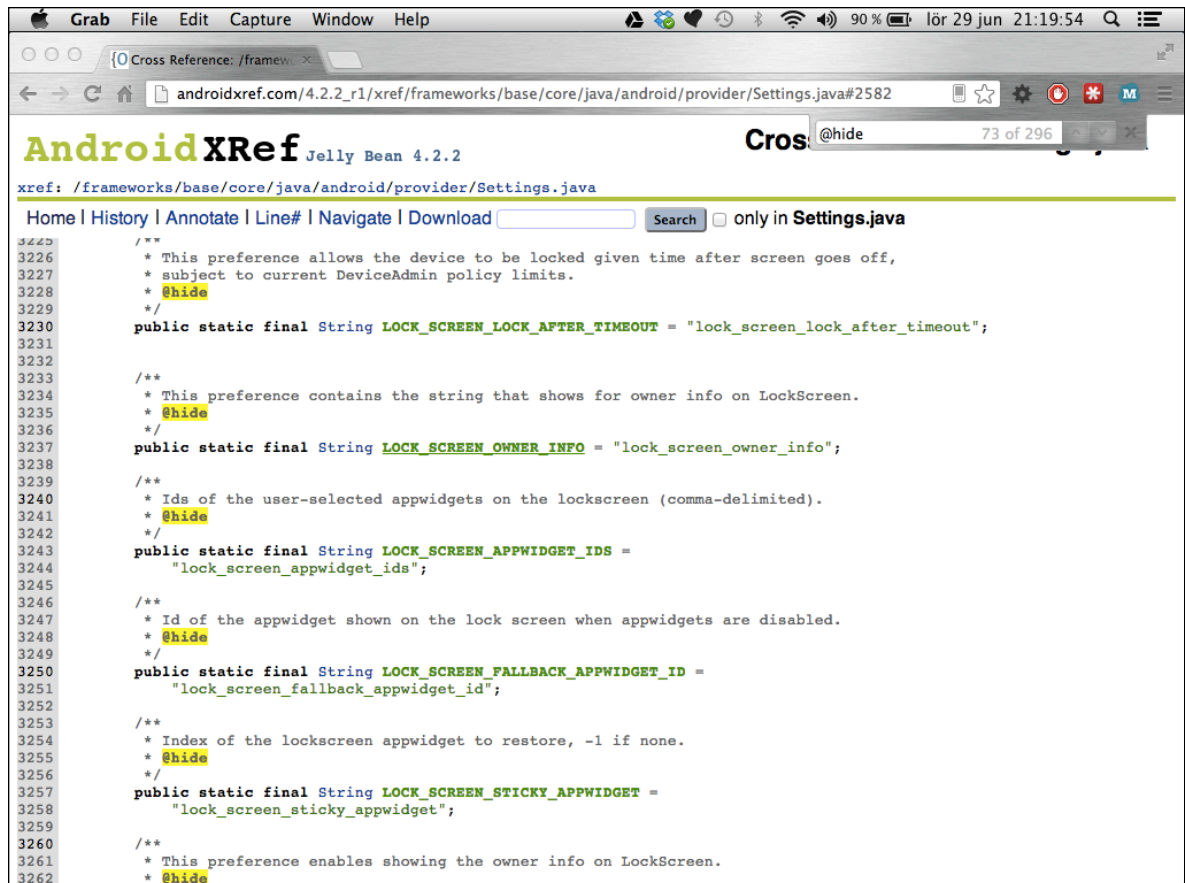 Grab File Edit Capture Window Help 90 % lör 29 jun 21:19:54
{O Cross Reference: /framew
androidxref.com/4.2.2_r1/xref/frameworks/base/core/java/android/provider/Settings.java#2582
@hide 73 of 296
AndroidXRef Jelly Bean 4.2.2 Cros
xref: /frameworks/base/core/java/android/provider/Settings.java
Home | History | Annotate | Line# | Navigate | Download Search only in Settings.java
3225 /**
3226 * This preference allows the device to be locked given time after screen goes off,
3227 * subject to current DeviceAdmin policy limits.
3228 * @hide
3229 */
3230 public static final String LOCK_SCREEN_LOCK_AFTER_TIMEOUT = "lock_screen_lock_after_timeout";
3231
3232
3233 /**
3234 * This preference contains the string that shows for owner info on LockScreen.
3235 * @hide
3236 */
3237 public static final String LOCK_SCREEN_OWNER_INFO = "lock_screen_owner_info";
3238
3239 /**
3240 * Ids of the user-selected appwidgets on the lockscreen (comma-delimited).
3241 * @hide
3242 */
3243 public static final String LOCK_SCREEN_APPWIDGET_IDS =
3244 "lock_screen_appwidget_ids";
3245
3246 /**
3247 * Id of the appwidget shown on the lock screen when appwidgets are disabled.
3248 * @hide
3249 */
3250 public static final String LOCK_SCREEN_FALLBACK_APPWIDGET_ID =
3251 "lock_screen_fallback_appwidget_id";
3252
3253 /**
3254 * Index of the lockscreen appwidget to restore, -1 if none.
3255 * @hide
3256 */
3257 public static final String LOCK_SCREEN_STICKY_APPWIDGET =
3258 "lock_screen_sticky_appwidget";
3259
3260 /**
3261 * This preference enables showing the owner info on LockScreen.
3262 * @hide